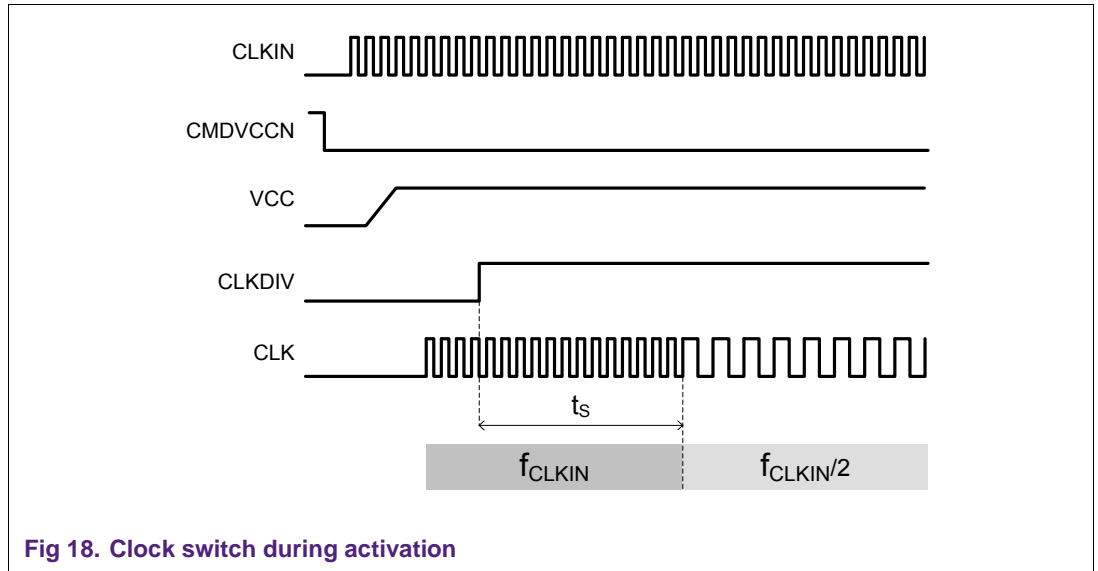 CLKIN
CMDVCCN
VCC
CLKDIV
CLK
tS
fCLKIN
fCLKIN/2
Fig 18. Clock switch during activation